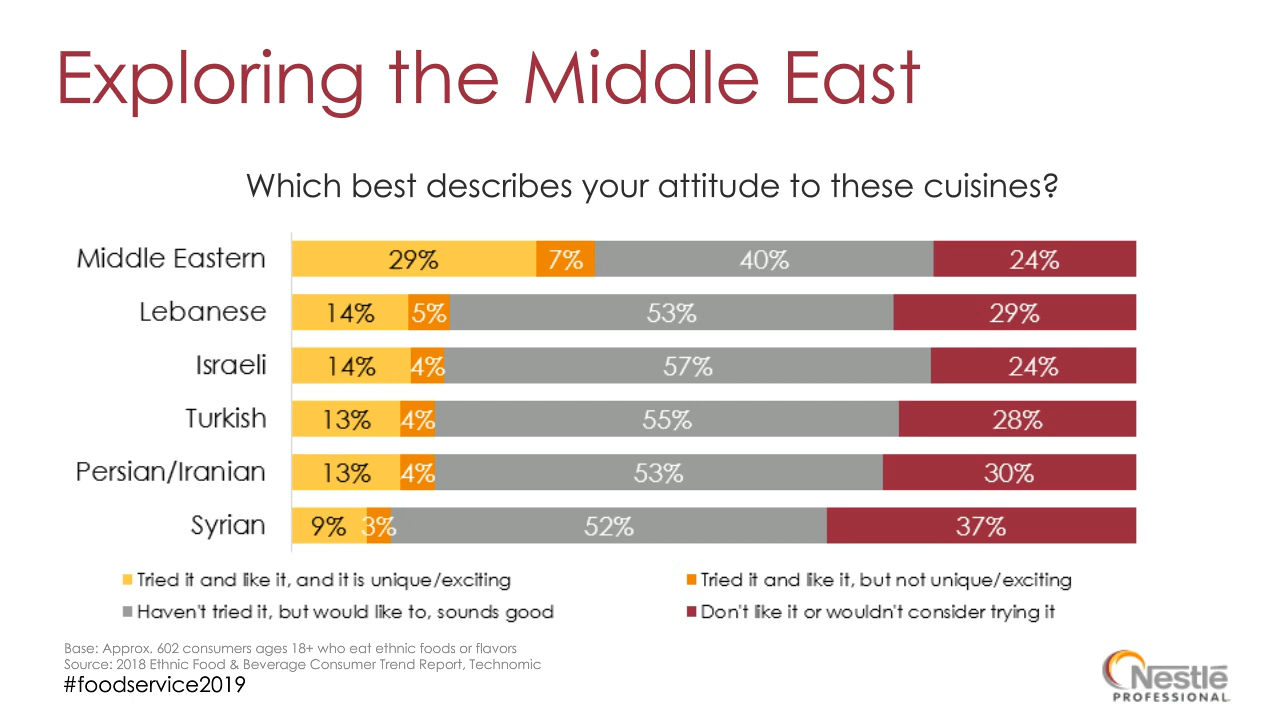 Exploring the Middle East
Which best describes your attitude to these cuisines?
Middle Eastern 29% 7% 40% 24%
Lebanese 14% 5% 53% 29%
Israeli 14% 4% 57% 24%
Turkish 13% 4% 55% 28%
Persian/Iranian 13% 4% 53% 30%
Syrian 9% 3% 52% 37%
Tried it and like it, and it is unique/exciting Tried it and like it, but not unique/exciting
Haven't tried it, but would like to, sounds good Don't like it or wouldn't consider trying it
Base: Approx. 602 consumers ages 18+ who eat ethnic foods or flavors
Source: 2018 Ethnic Food & Beverage Consumer Trend Report, Technomic
#foodservice2019
Nestlé
PROFESSIONAL.